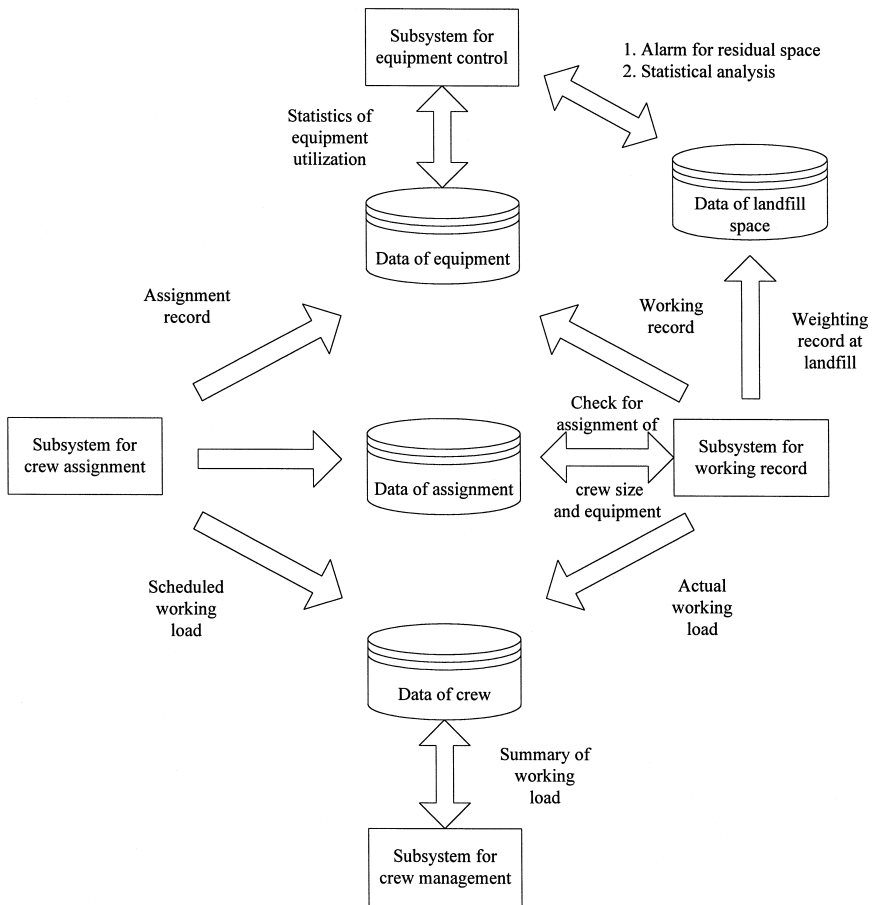 Subsystem for
equipment control
1. Alarm for residual space
2. Statistical analysis
Statistics of
equipment
utilization
Data of landfill
space
Data of equipment
Assignment
record
Working
record
Weighting
record at
landfill
Check for
assignment of
Subsystem for
crew assignment
Data of assignment
Subsystem for
working record
crew size
and equipment
Scheduled
working
load
Actual
working
load
Data of crew
Summary of
working
load
Subsystem for
crew management